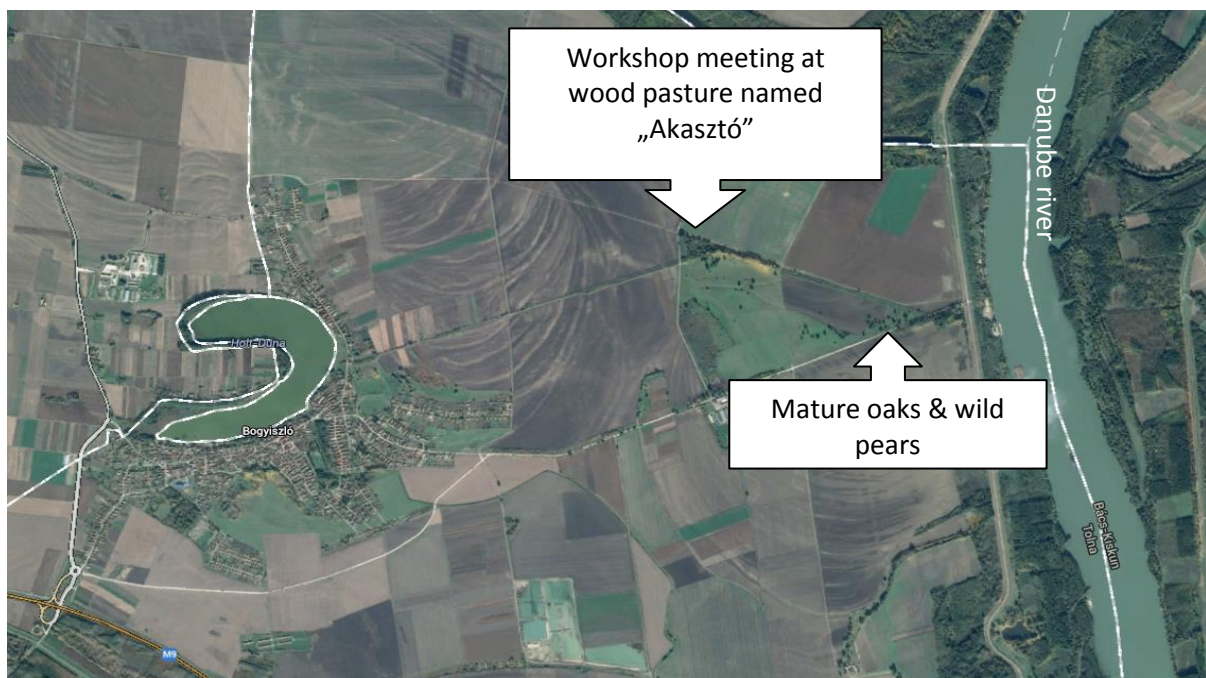 Workshop meeting at
wood pasture named
„Akasztó”
Danube river
Holt-Duna
Bogyiszló
Mature oaks & wild
pears
Bács-Kiskun
Tolna
M9